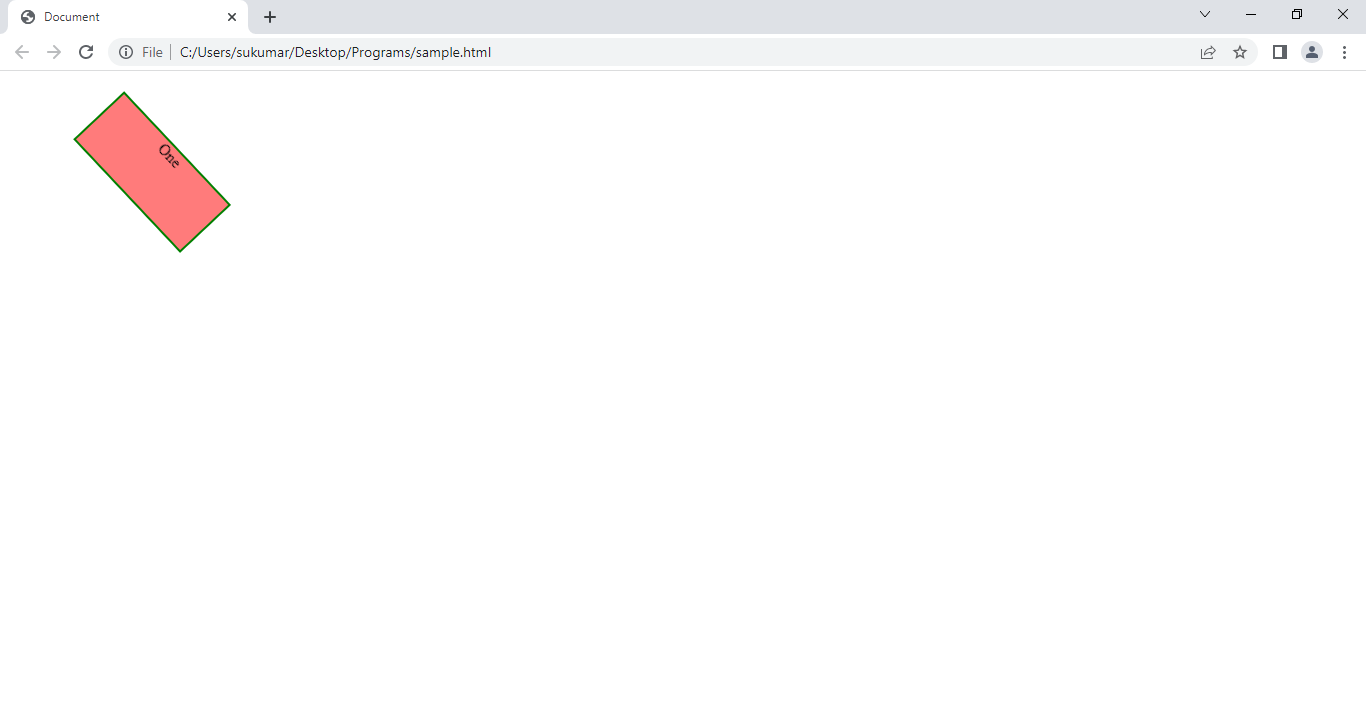 Document
File C:/Users/sukumar/Desktop/Programs/sample.html
One